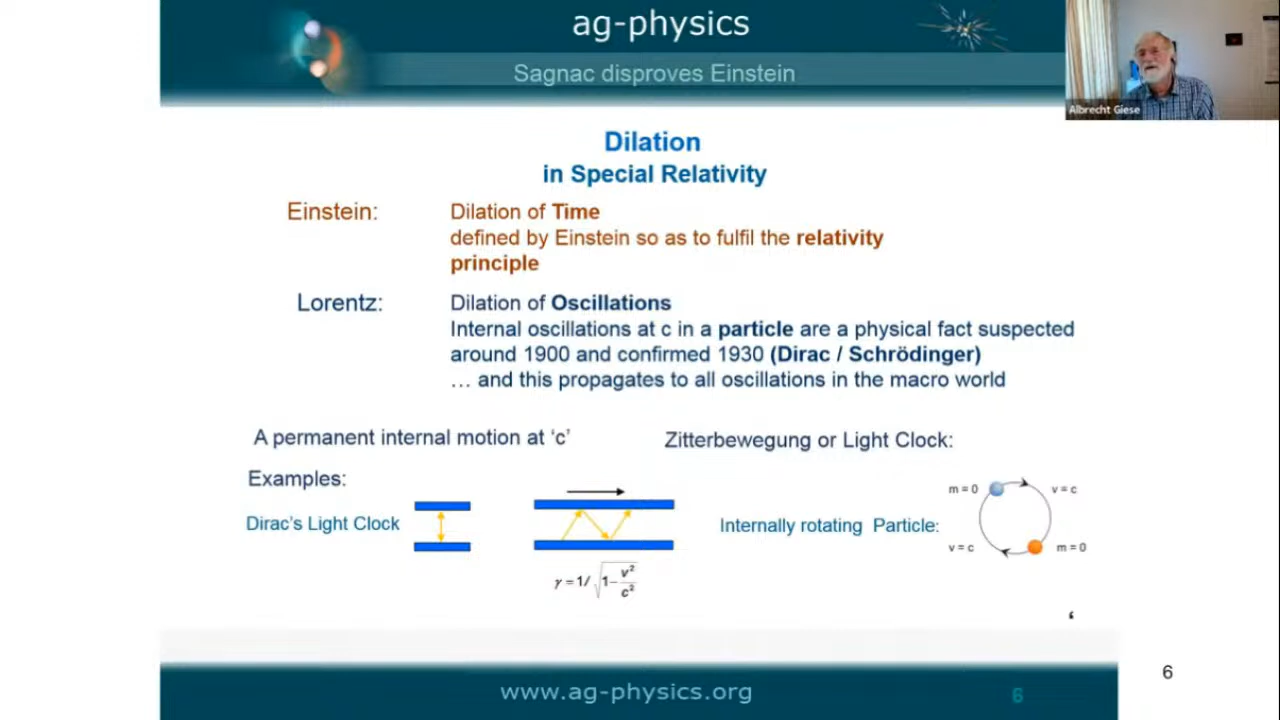 ag-physics
Sagnac disproves Einstein
Albrecht Giese
Dilation
in Special Relativity
Einstein:
Dilation of Time
defined by Einstein so as to fulfil the relativity
principle
Lorentz:
Dilation of Oscillations
Internal oscillations at c in a particle are a physical fact suspected
around 1900 and confirmed 1930 (Dirac / Schrödinger)
… and this propagates to all oscillations in the macro world
A permanent internal motion at ‘c’
Zitterbewegung or Light Clock:
Examples:
Dirac's Light Clock
γ = 1/√1−v²/c²
Internally rotating Particle:
m = 0
v = c
v = c
m = 0
‘
www.ag-physics.org
6
6